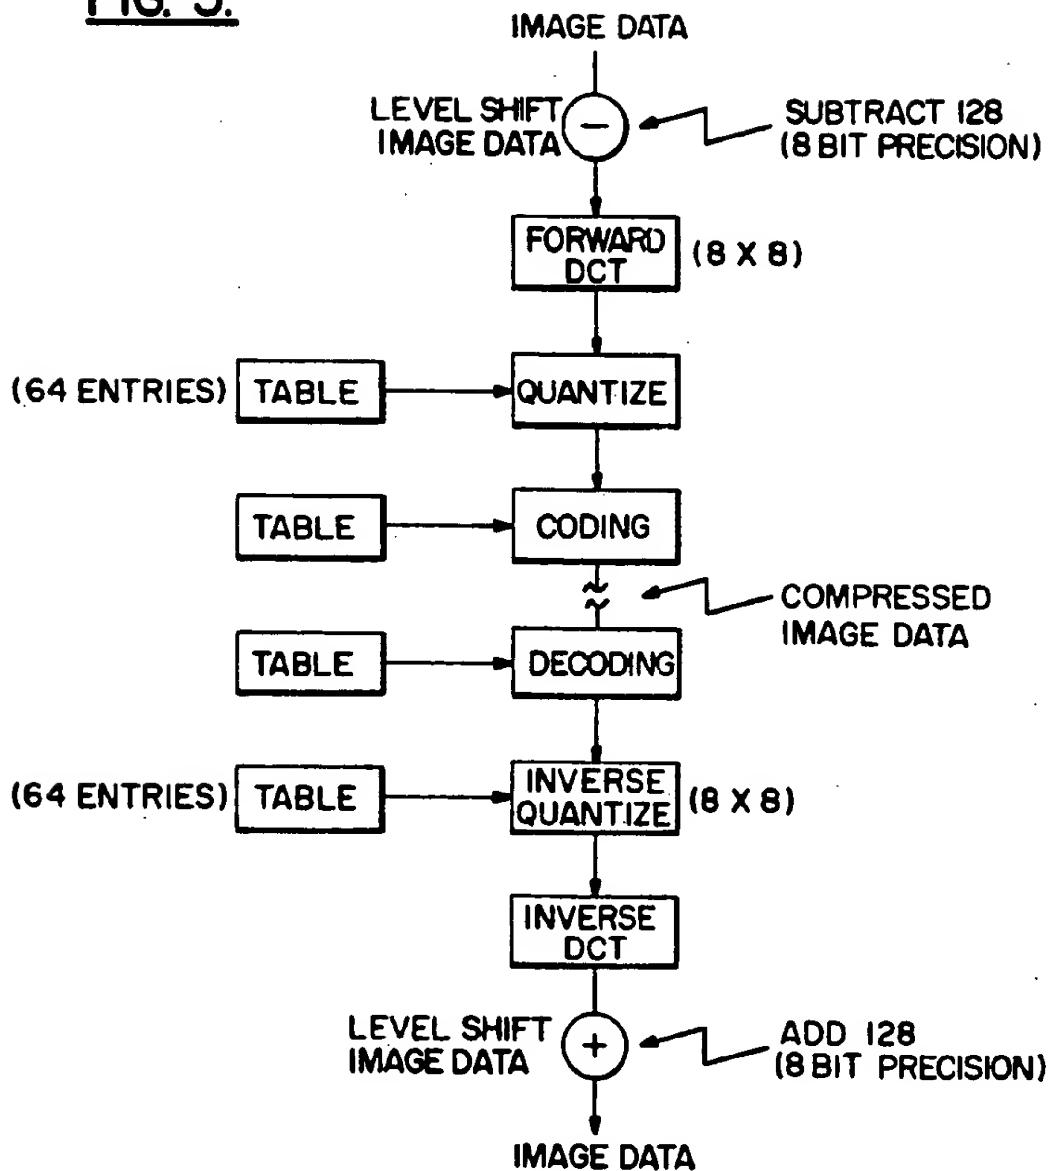 FIG. 5.
IMAGE DATA
LEVEL SHIFT
IMAGE DATA
−
SUBTRACT 128
(8 BIT PRECISION)
FORWARD
DCT
(8 X 8)
(64 ENTRIES)
TABLE
QUANTIZE
TABLE
CODING
COMPRESSED
IMAGE DATA
TABLE
DECODING
(64 ENTRIES)
TABLE
INVERSE
QUANTIZE
(8 X 8)
INVERSE
DCT
LEVEL SHIFT
IMAGE DATA
+
ADD 128
(8 BIT PRECISION)
IMAGE DATA